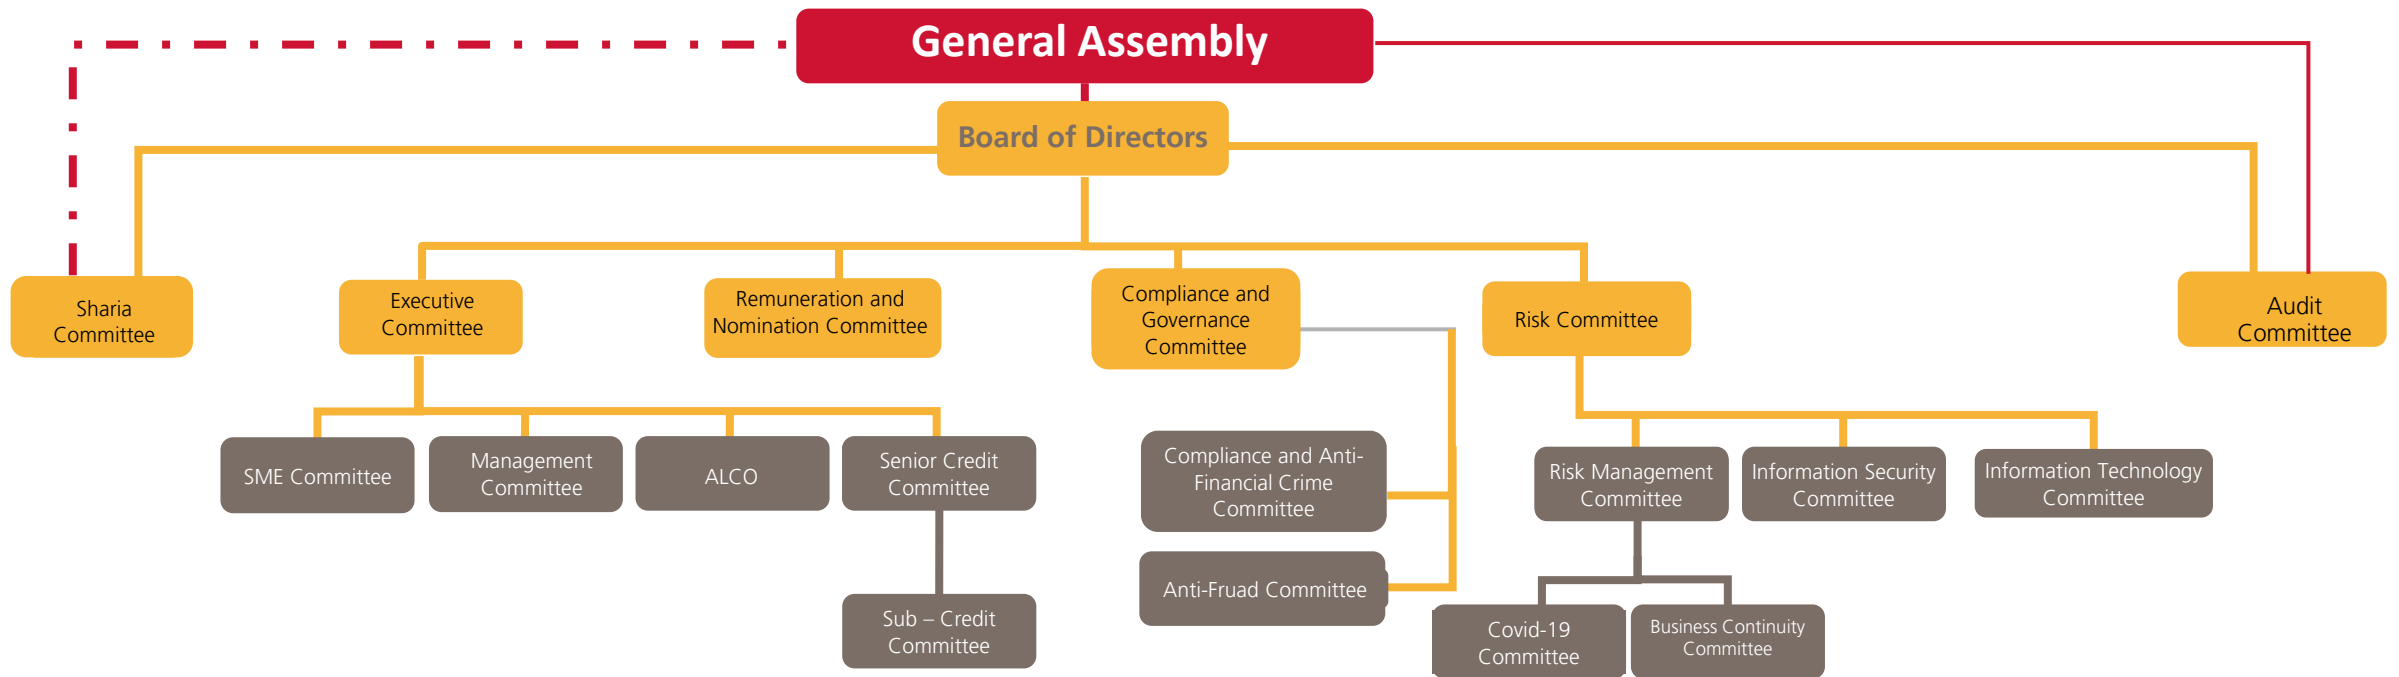 General Assembly
Board of Directors
Sharia
Committee
Executive
Committee
Remuneration and
Nomination Committee
Compliance and
Governance
Committee
Risk Committee
Audit
Committee
SME Committee
Management
Committee
ALCO
Senior Credit
Committee
Compliance and Anti-
Financial Crime
Committee
Risk Management
Committee
Information Security
Committee
Information Technology
Committee
Anti-Fruad Committee
Sub – Credit
Committee
Covid-19
Committee
Business Continuity
Committee